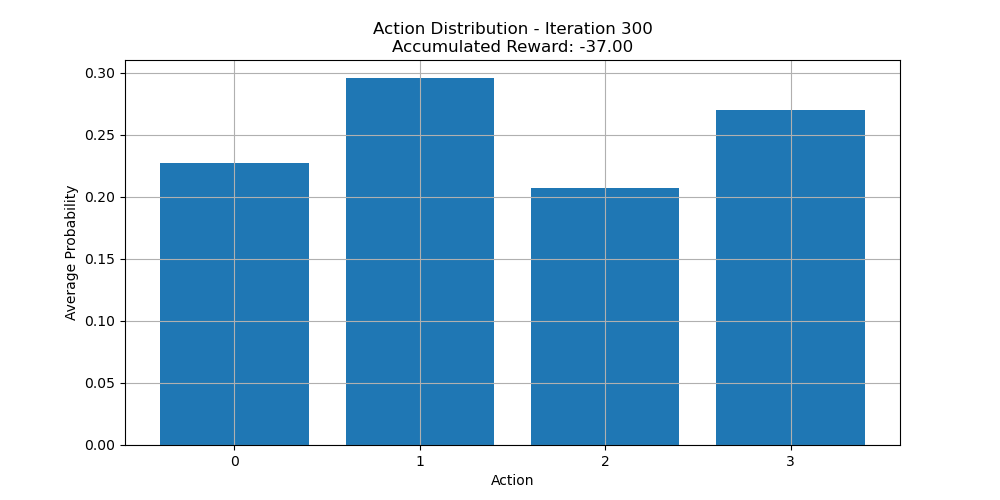 Action Distribution - Iteration 300
Accumulated Reward: -37.00
0.30
0.25
0.20
0.15
0.10
0.05
0.00
Average Probability
0 1 2 3
Action